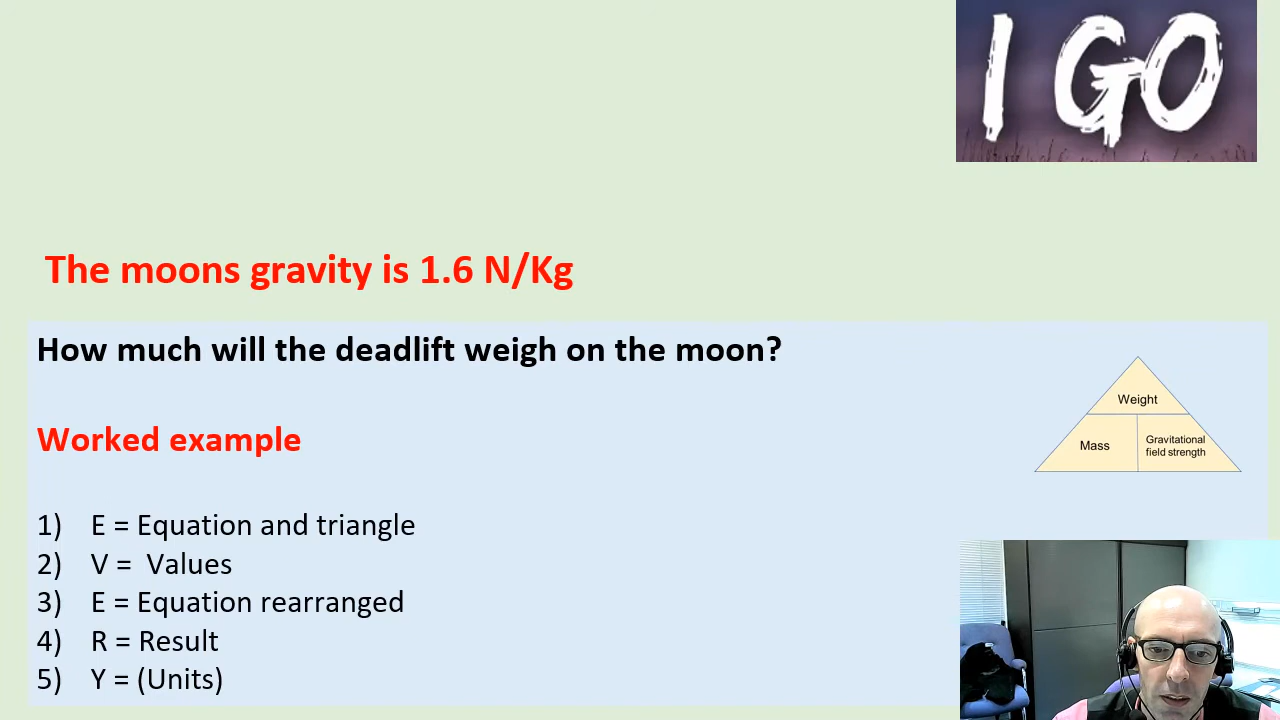 I GO
The moons gravity is 1.6 N/Kg
How much will the deadlift weigh on the moon?
Worked example
Weight
Mass
Gravitational
field strength
1) E = Equation and triangle
2) V = Values
3) E = Equation rearranged
4) R = Result
5) Y = (Units)